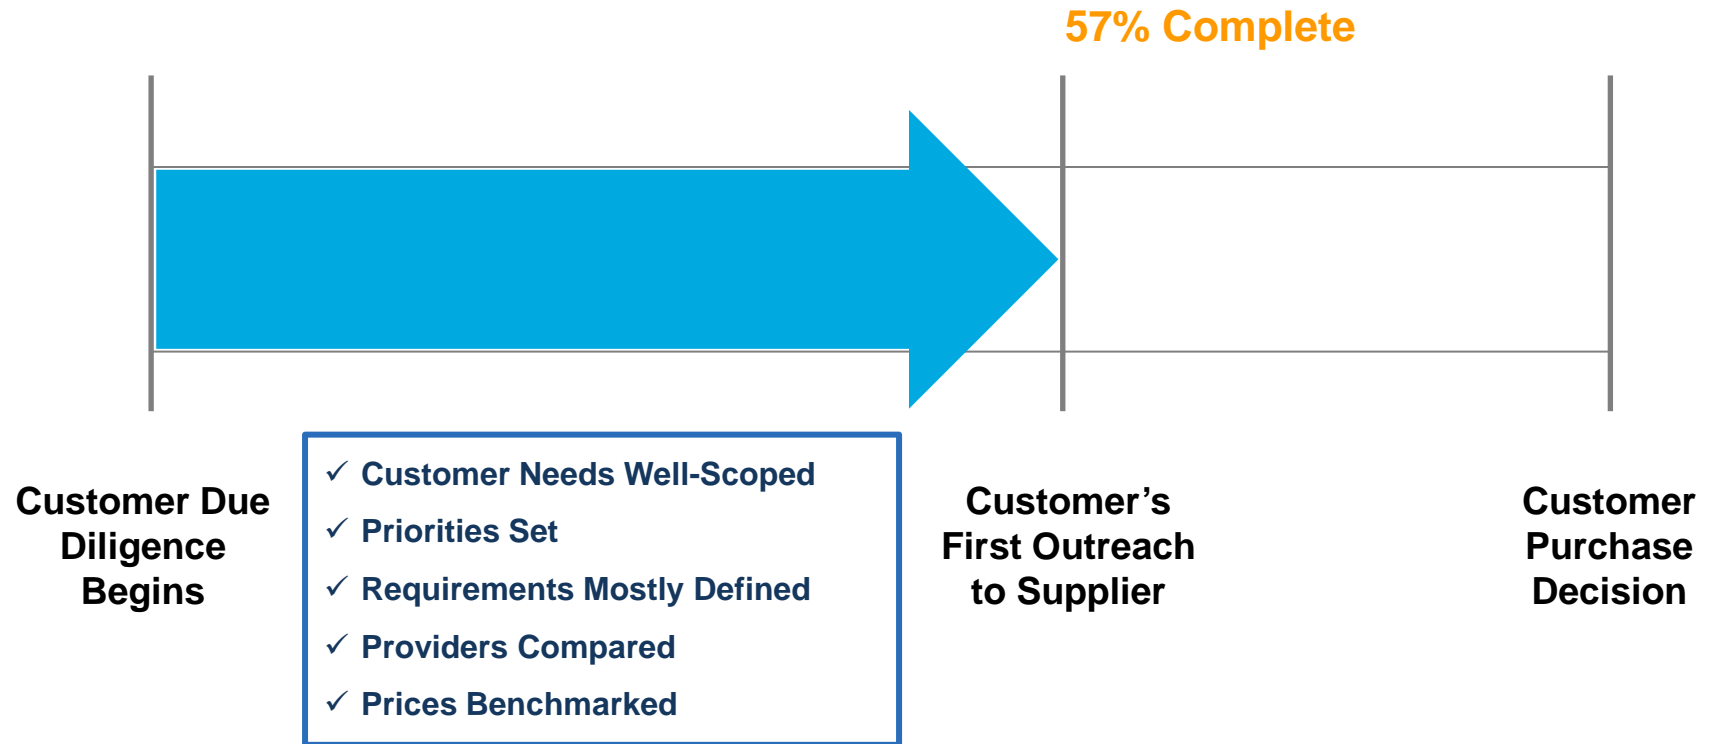 57% Complete
Customer Due
Diligence
Begins
✓ Customer Needs Well-Scoped
✓ Priorities Set
✓ Requirements Mostly Defined
✓ Providers Compared
✓ Prices Benchmarked
Customer’s
First Outreach
to Supplier
Customer
Purchase
Decision